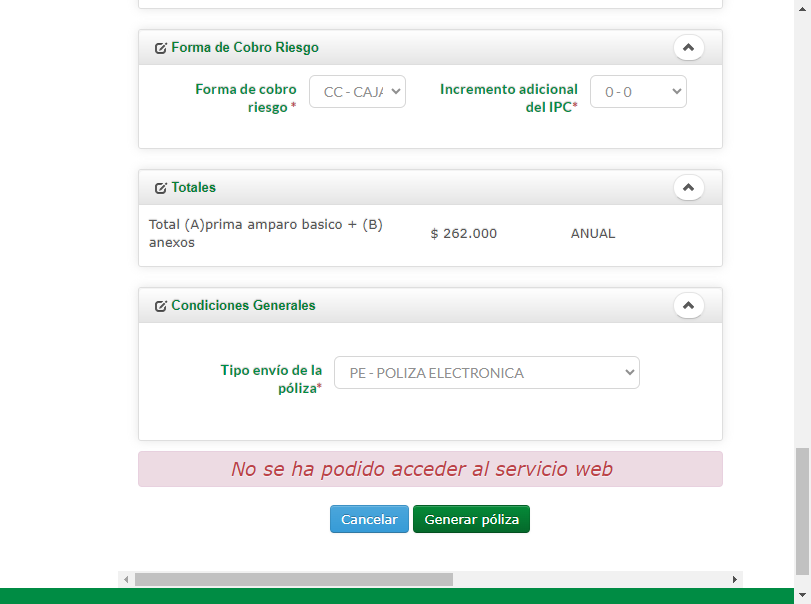 Forma de Cobro Riesgo
Forma de cobro riesgo *
CC - CAJA
Incremento adicional del IPC*
0 - 0
Totales
Total (A)prima amparo basico + (B) anexos
$ 262.000
ANUAL
Condiciones Generales
Tipo envío de la póliza*
PE - POLIZA ELECTRONICA
No se ha podido acceder al servicio web
Cancelar
Generar póliza